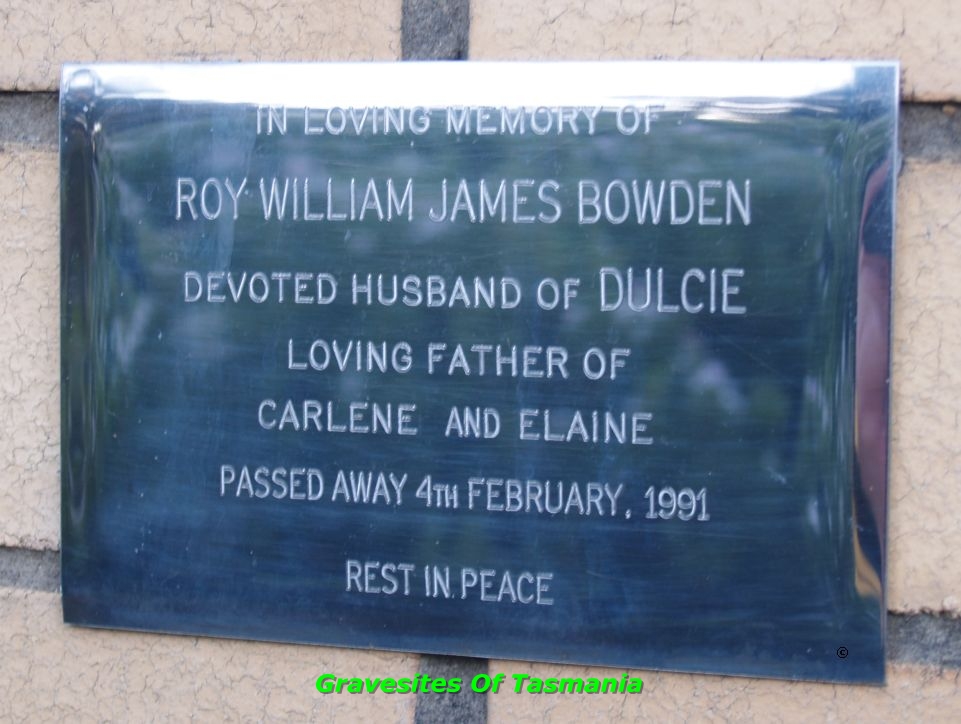 IN LOVING MEMORY OF
ROY WILLIAM JAMES BOWDEN
DEVOTED HUSBAND OF DULCIE
LOVING FATHER OF
CARLENE AND ELAINE
PASSED AWAY 4TH FEBRUARY, 1991
REST IN PEACE
©
Gravesites Of Tasmania